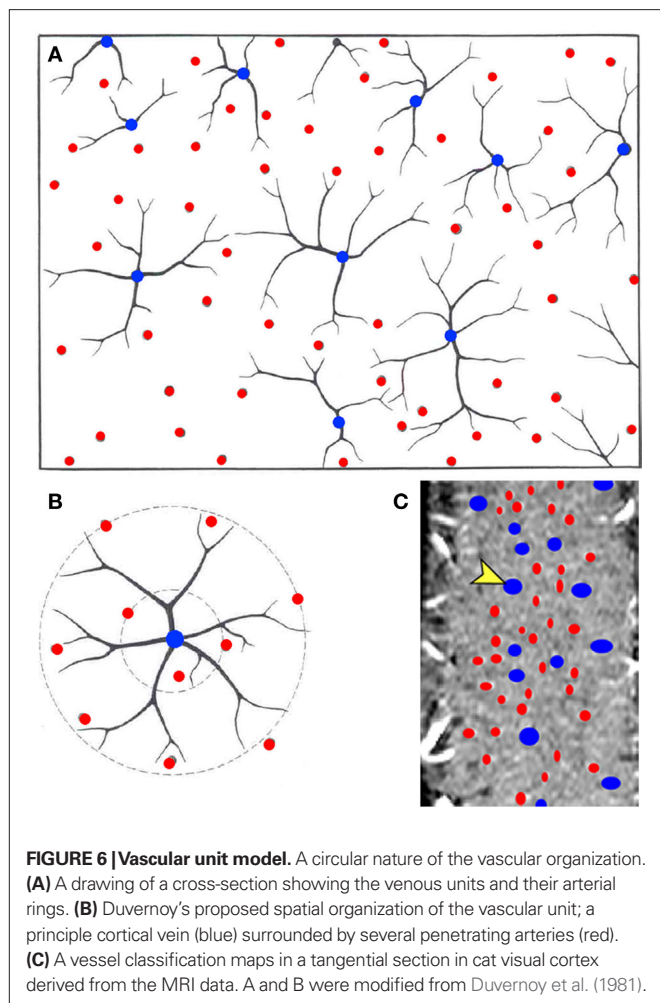 A
B
C
FIGURE 6 | Vascular unit model. A circular nature of the vascular organization.
(A) A drawing of a cross-section showing the venous units and their arterial
rings. (B) Duvernoy's proposed spatial organization of the vascular unit; a
principle cortical vein (blue) surrounded by several penetrating arteries (red).
(C) A vessel classification maps in a tangential section in cat visual cortex
derived from the MRI data. A and B were modified from Duvernoy et al. (1981).